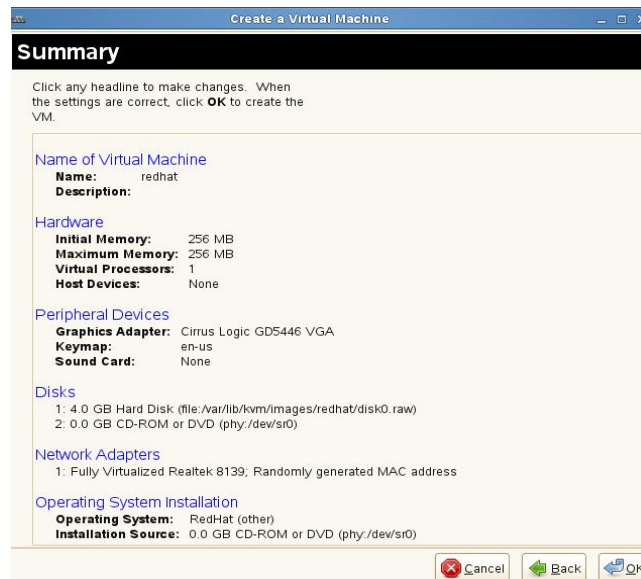 Create a Virtual Machine
Summary
Click any headline to make changes. When
the settings are correct, click OK to create the
VM.
Name of Virtual Machine
Name: redhat
Description:
Hardware
Initial Memory: 256 MB
Maximum Memory: 256 MB
Virtual Processors: 1
Host Devices: None
Peripheral Devices
Graphics Adapter: Cirrus Logic GD5446 VGA
Keymap: en-us
Sound Card: None
Disks
1: 4.0 GB Hard Disk (file:/var/lib/kvm/images/redhat/disk0.raw)
2: 0.0 GB CD-ROM or DVD (phy:/dev/sr0)
Network Adapters
1: Fully Virtualized Realtek 8139; Randomly generated MAC address
Operating System Installation
Operating System: RedHat (other)
Installation Source: 0.0 GB CD-ROM or DVD (phy:/dev/sr0)
Cancel Back OK